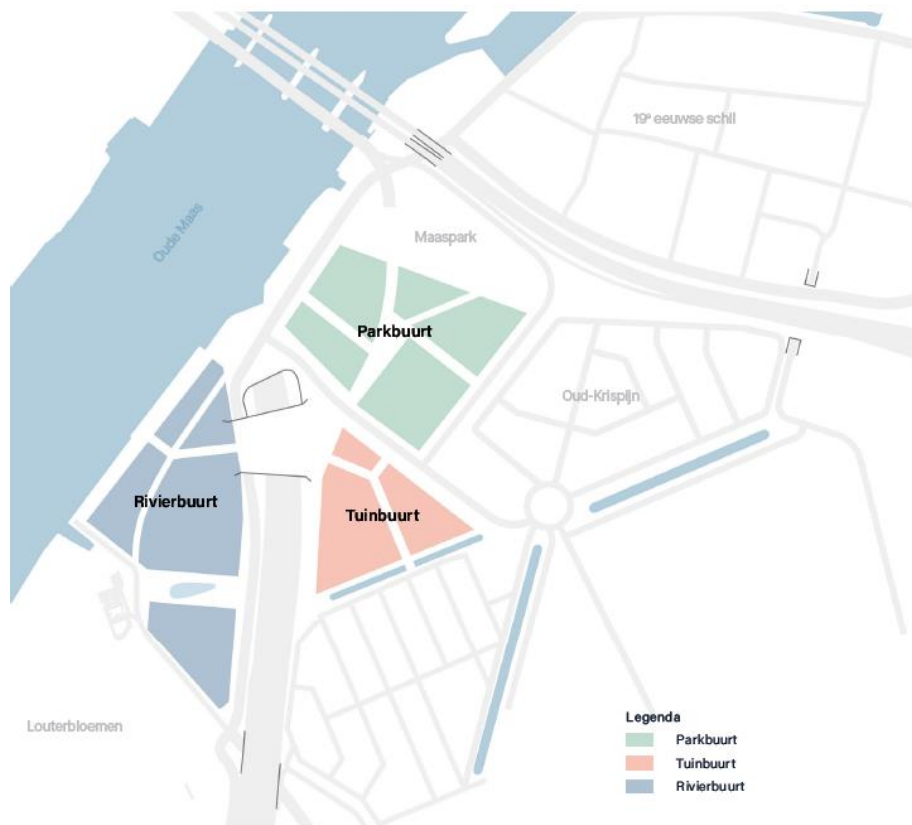 19e eeuwse schil
Oude Maas
Maaspark
Parkbuurt
Oud-Krispijn
Rivierbuurt
Tuinbuurt
Louterbloemen
Legenda
Parkbuurt
Tuinbuurt
Rivierbuurt